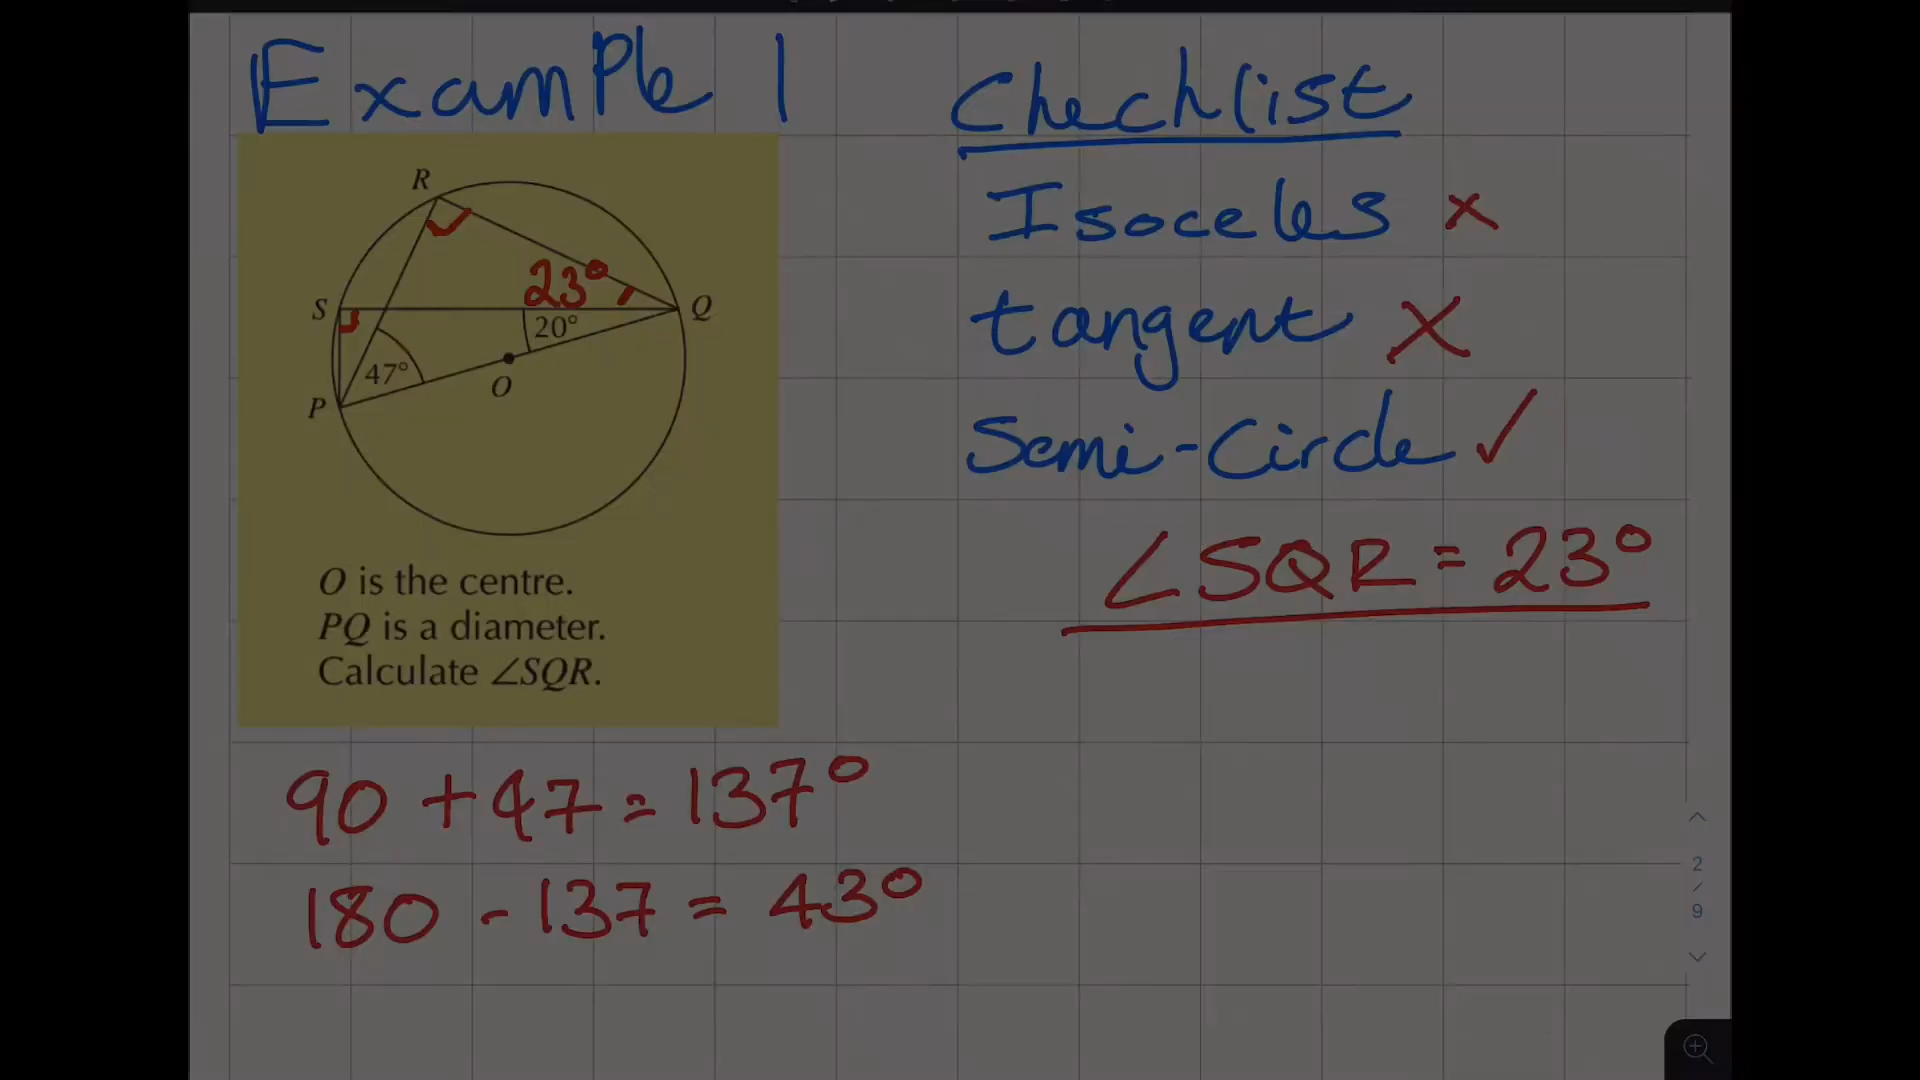 Example 1
R
S
23°
Q
20°
47°
O
P
O is the centre.
PQ is a diameter.
Calculate ∠SQR.
90 + 47 = 137°
180 - 137 = 43°
Checklist
Isoceles ×
tangent ×
Semi-Circle ✓
∠SQR = 23°
2
/
9